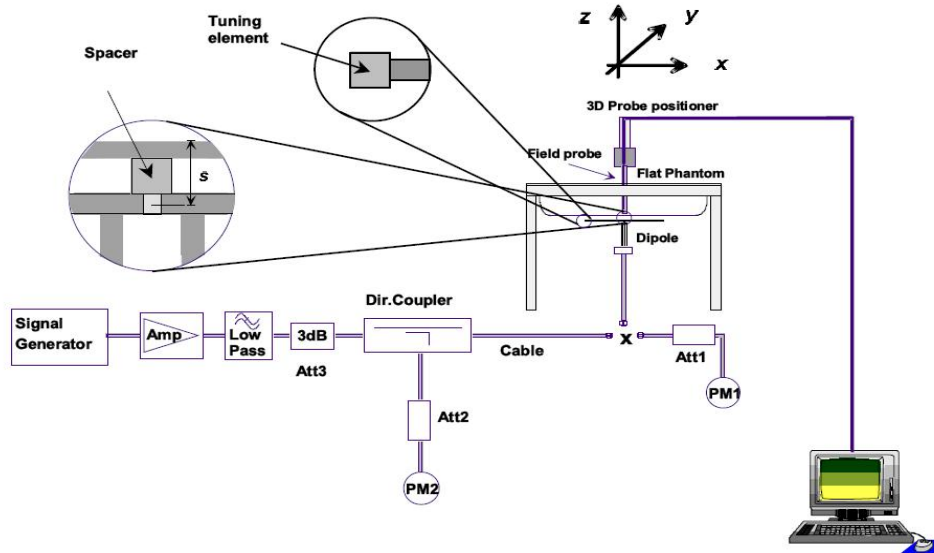 Tuning
element
Spacer
s
z
y
x
3D Probe positioner
Field probe
Flat Phantom
Dipole
Signal
Generator
Amp
Low
Pass
3dB
Att3
Dir.Coupler
Cable
x
Att1
PM1
Att2
PM2